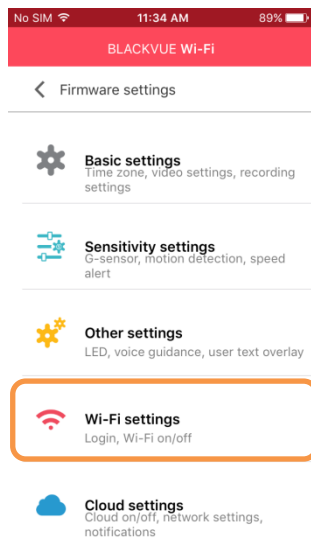 No SIM 11:34 AM 89%
BLACKVUE Wi-Fi
Firmware settings
Basic settings
Time zone, video settings, recording
settings
Sensitivity settings
G-sensor, motion detection, speed
alert
Other settings
LED, voice guidance, user text overlay
Wi-Fi settings
Login, Wi-Fi on/off
Cloud settings
Cloud on/off, network settings,
notifications